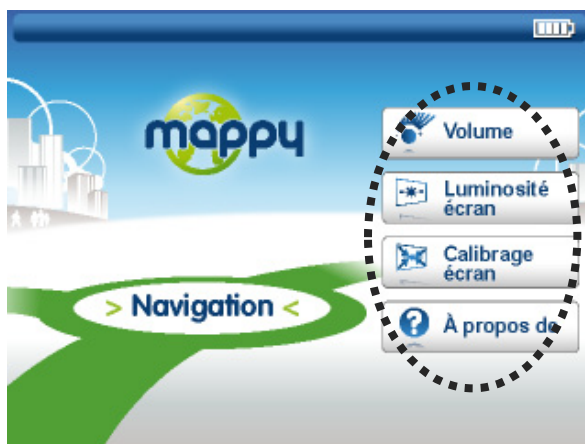 mappy
Volume
Luminosité
écran
Calibrage
écran
> Navigation <
À propos de